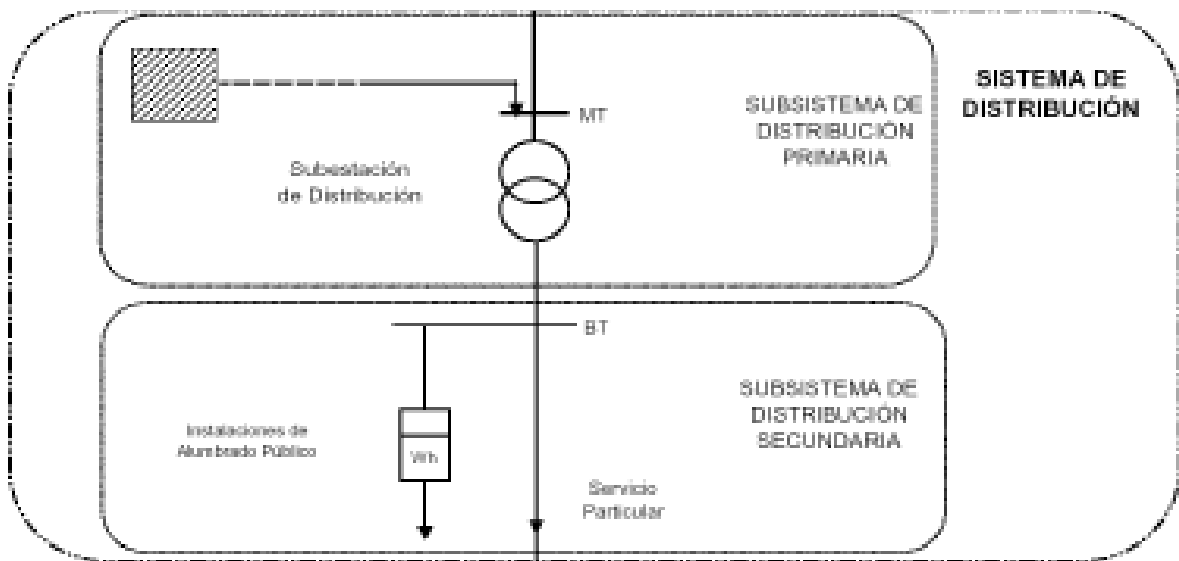 SISTEMA DE
DISTRIBUCIÓN
SUBSISTEMA DE
DISTRIBUCIÓN
PRIMARIA
MT
Subestación
de Distribución
BT
SUBSISTEMA DE
DISTRIBUCIÓN
SECUNDARIA
Instalaciones de
Alumbrado Público
Wh
Servicio
Particular